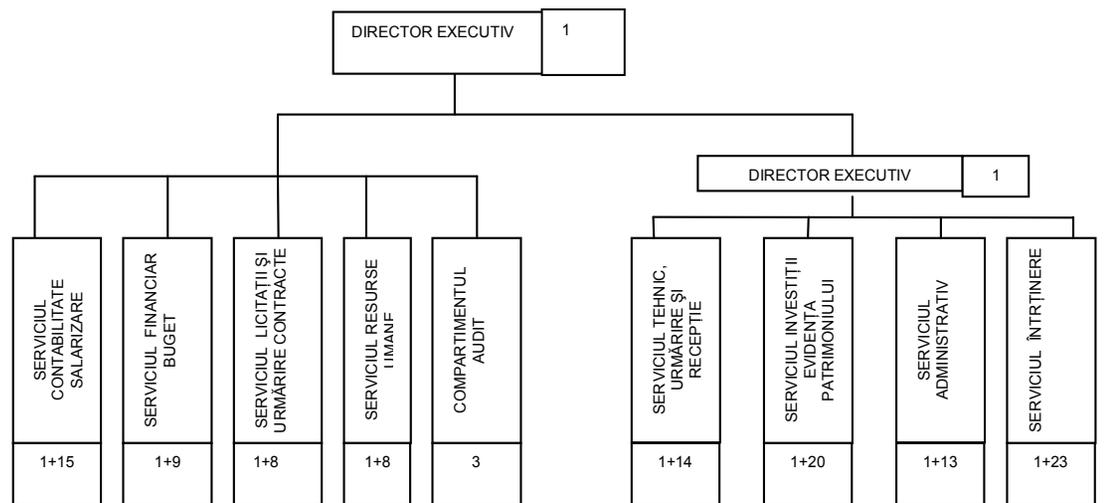 DIRECTOR EXECUTIV 1
DIRECTOR EXECUTIV 1
SERVICIUL
CONTABILITATE
SALARIZARE
1+15
SERVICIUL FINANCIAR
BUGET
1+9
SERVICIUL LICITAȚII ȘI
URMĂRIRE CONTRACTE
1+8
SERVICIUL RESURSE
1+8
COMPARTIMENTUL
AUDIT
3
SERVICIUL TEHNIC,
URMĂRIRE ȘI
RECEPȚIE
1+14
SERVICIUL INVESTIȚII
EVIDENȚA
PATRIMONIULUI
1+20
SERVICIUL
ADMINISTRATIV
1+13
SERVICIUL ÎNTRȚINERE
1+23